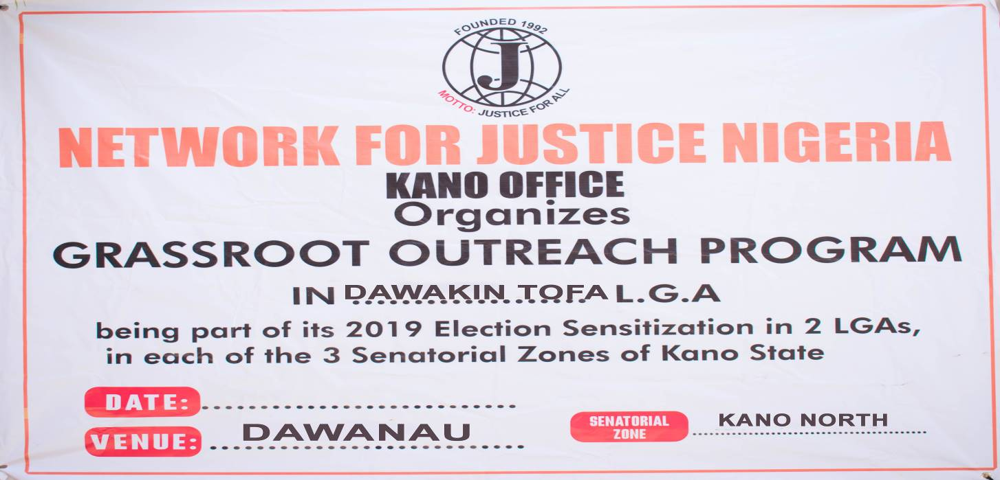 FOUNDED 1992
J
MOTTO: JUSTICE FOR ALL
NETWORK FOR JUSTICE NIGERIA
KANO OFFICE
Organizes
GRASSROOT OUTREACH PROGRAM
IN DAWAKIN TOFA L.G.A
being part of its 2019 Election Sensitization in 2 LGAs,
in each of the 3 Senatorial Zones of Kano State
DATE: ........................................
VENUE: DAWANAU
SENATORIAL
ZONE
KANO NORTH